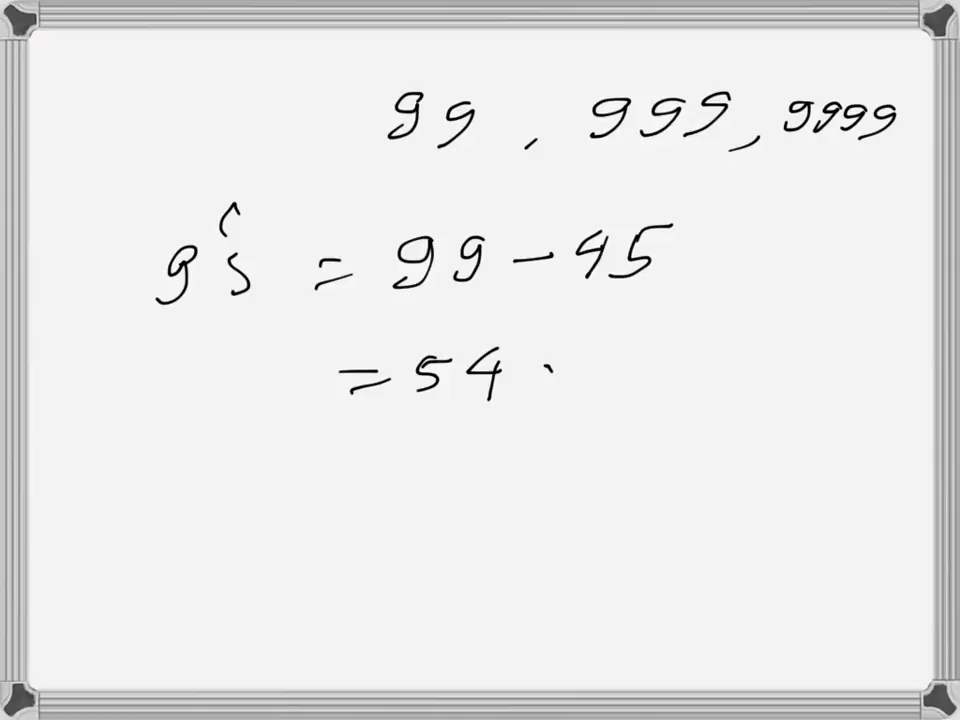 99 , 999 , 9999
9's = 99 - 45
= 54 .